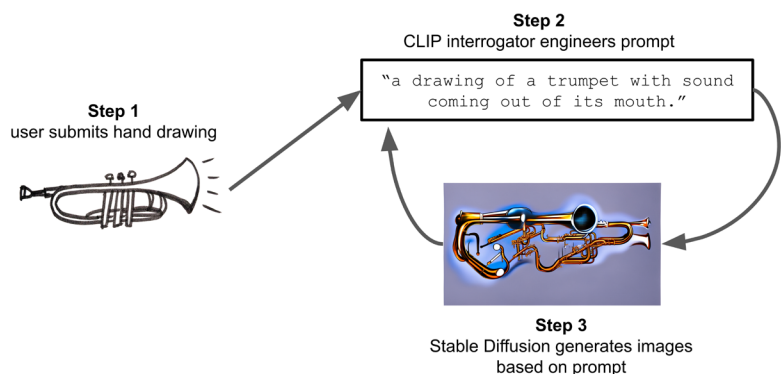 Step 1
user submits hand drawing
Step 2
CLIP interrogator engineers prompt
“a drawing of a trumpet with sound
coming out of its mouth.”
Step 3
Stable Diffusion generates images
based on prompt